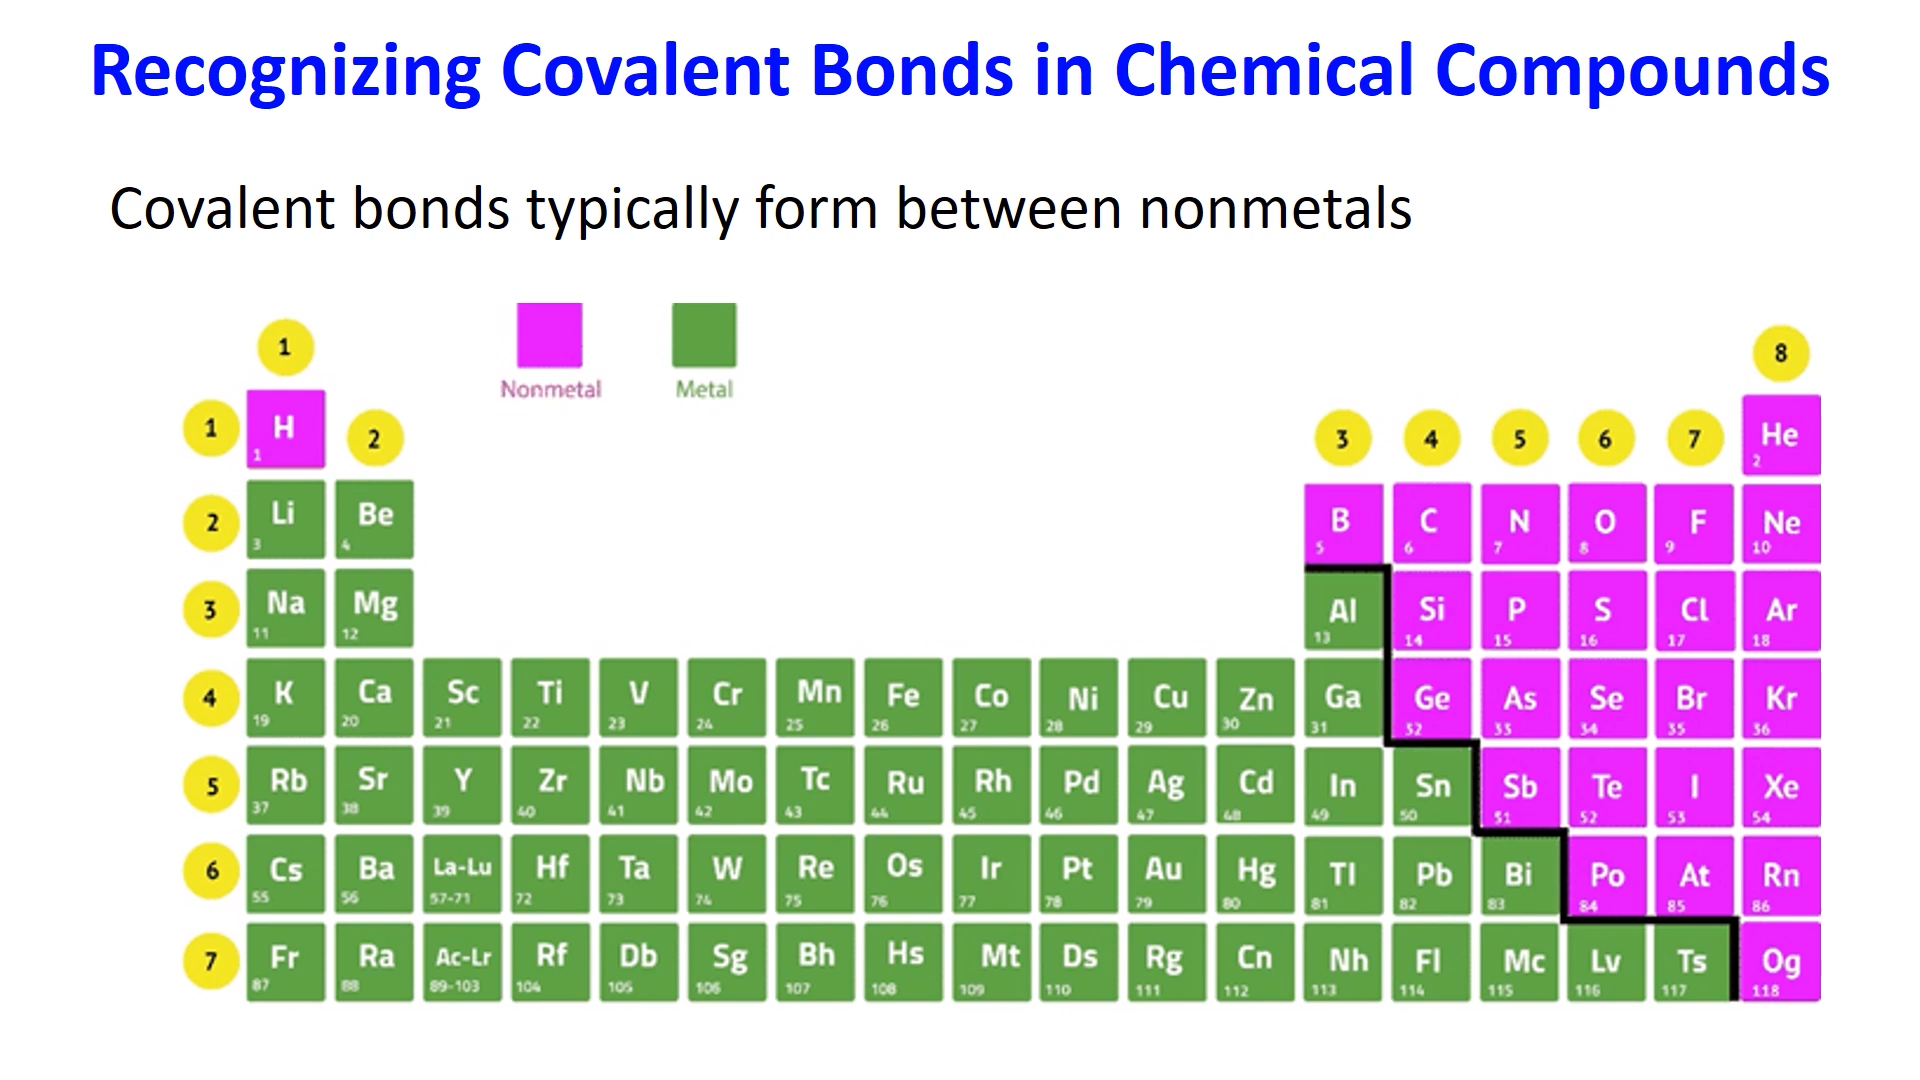 Recognizing Covalent Bonds in Chemical Compounds
Covalent bonds typically form between nonmetals
Nonmetal Metal
1 8
1 H 1 2 3 4 5 6 7 He 2
2 Li 3 Be 4 B 5 C 6 N 7 O 8 F 9 Ne 10
3 Na 11 Mg 12 Al 13 Si 14 P 15 S 16 Cl 17 Ar 18
4 K 19 Ca 20 Sc 21 Ti 22 V 23 Cr 24 Mn 25 Fe 26 Co 27 Ni 28 Cu 29 Zn 30 Ga 31 Ge 32 As 33 Se 34 Br 35 Kr 36
5 Rb 37 Sr 38 Y 39 Zr 40 Nb 41 Mo 42 Tc 43 Ru 44 Rh 45 Pd 46 Ag 47 Cd 48 In 49 Sn 50 Sb 51 Te 52 I 53 Xe 54
6 Cs 55 Ba 56 La-Lu 57-71 Hf 72 Ta 73 W 74 Re 75 Os 76 Ir 77 Pt 78 Au 79 Hg 80 Tl 81 Pb 82 Bi 83 Po 84 At 85 Rn 86
7 Fr 87 Ra 88 Ac-Lr 89-103 Rf 104 Db 105 Sg 106 Bh 107 Hs 108 Mt 109 Ds 110 Rg 111 Cn 112 Nh 113 Fl 114 Mc 115 Lv 116 Ts 117 Og 118